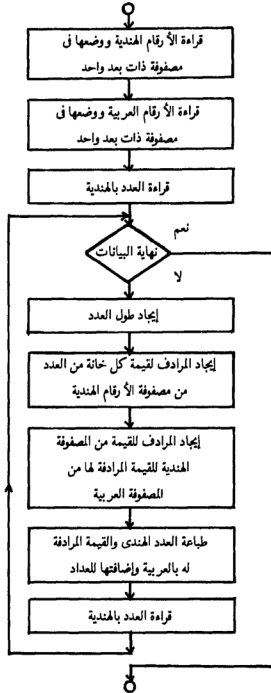 قراءة الأرقام الهندية ووضعها فى
مصفوفة ذات بعد واحد
قراءة الأرقام العربية ووضعها فى
مصفوفة ذات بعد واحد
قراءة العدد بالهندية
نعم
نهاية البيانات
لا
إيجاد طول العدد
إيجاد المرادف لقيمة كل خانة من العدد
من مصفوفة الأرقام الهندية
إيجاد المرادف للقيمة من المصفوفة
الهندية للقيمة المرادفة لها من
المصفوفة العربية
طباعة العدد الهندى والقيمة المرادفة
له بالعربية وإضافتها للعداد
قراءة العدد بالهندية